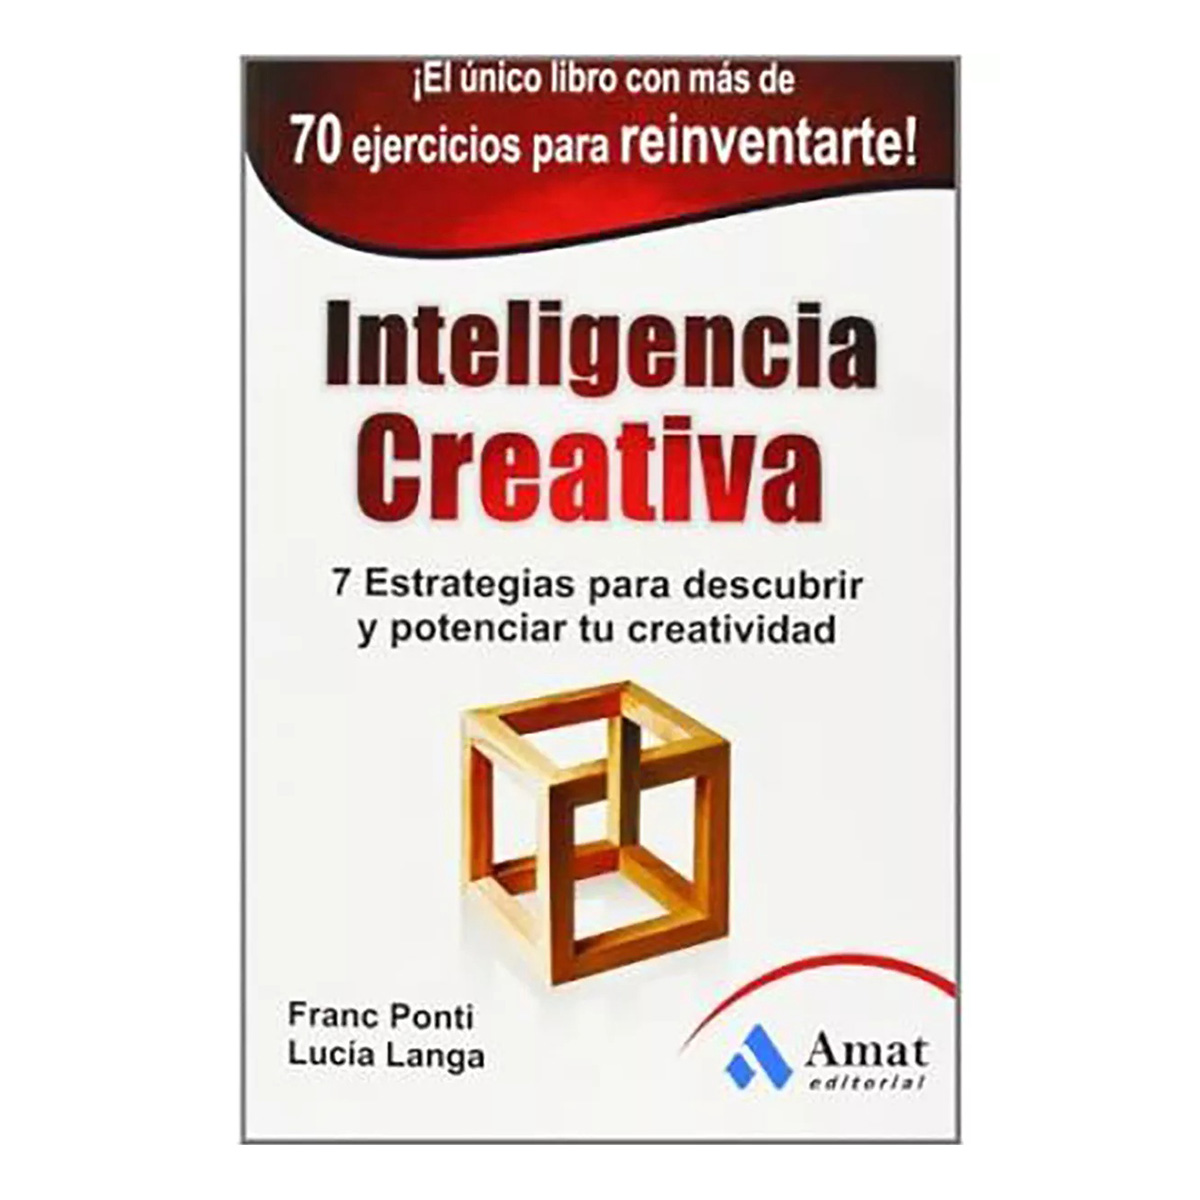 ¡El único libro con más de
70 ejercicios para reinventarte!
Inteligencia
Creativa
7 Estrategias para descubrir
y potenciar tu creatividad
Franc Ponti
Lucía Langa
Amat
editorial